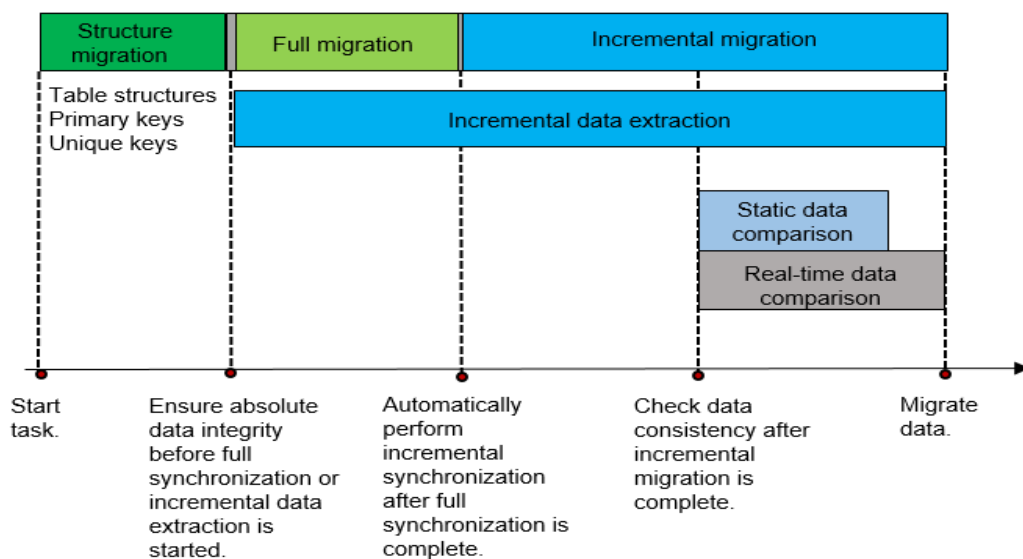 Structure
migration
Full migration
Incremental migration
Table structures
Primary keys
Unique keys
Incremental data extraction
Static data
comparison
Real-time data
comparison
Start
task.
Ensure absolute
data integrity
before full
synchronization or
incremental data
extraction is
started.
Automatically
perform
incremental
synchronization
after full
synchronization is
complete.
Check data
consistency after
incremental
migration is
complete.
Migrate
data.